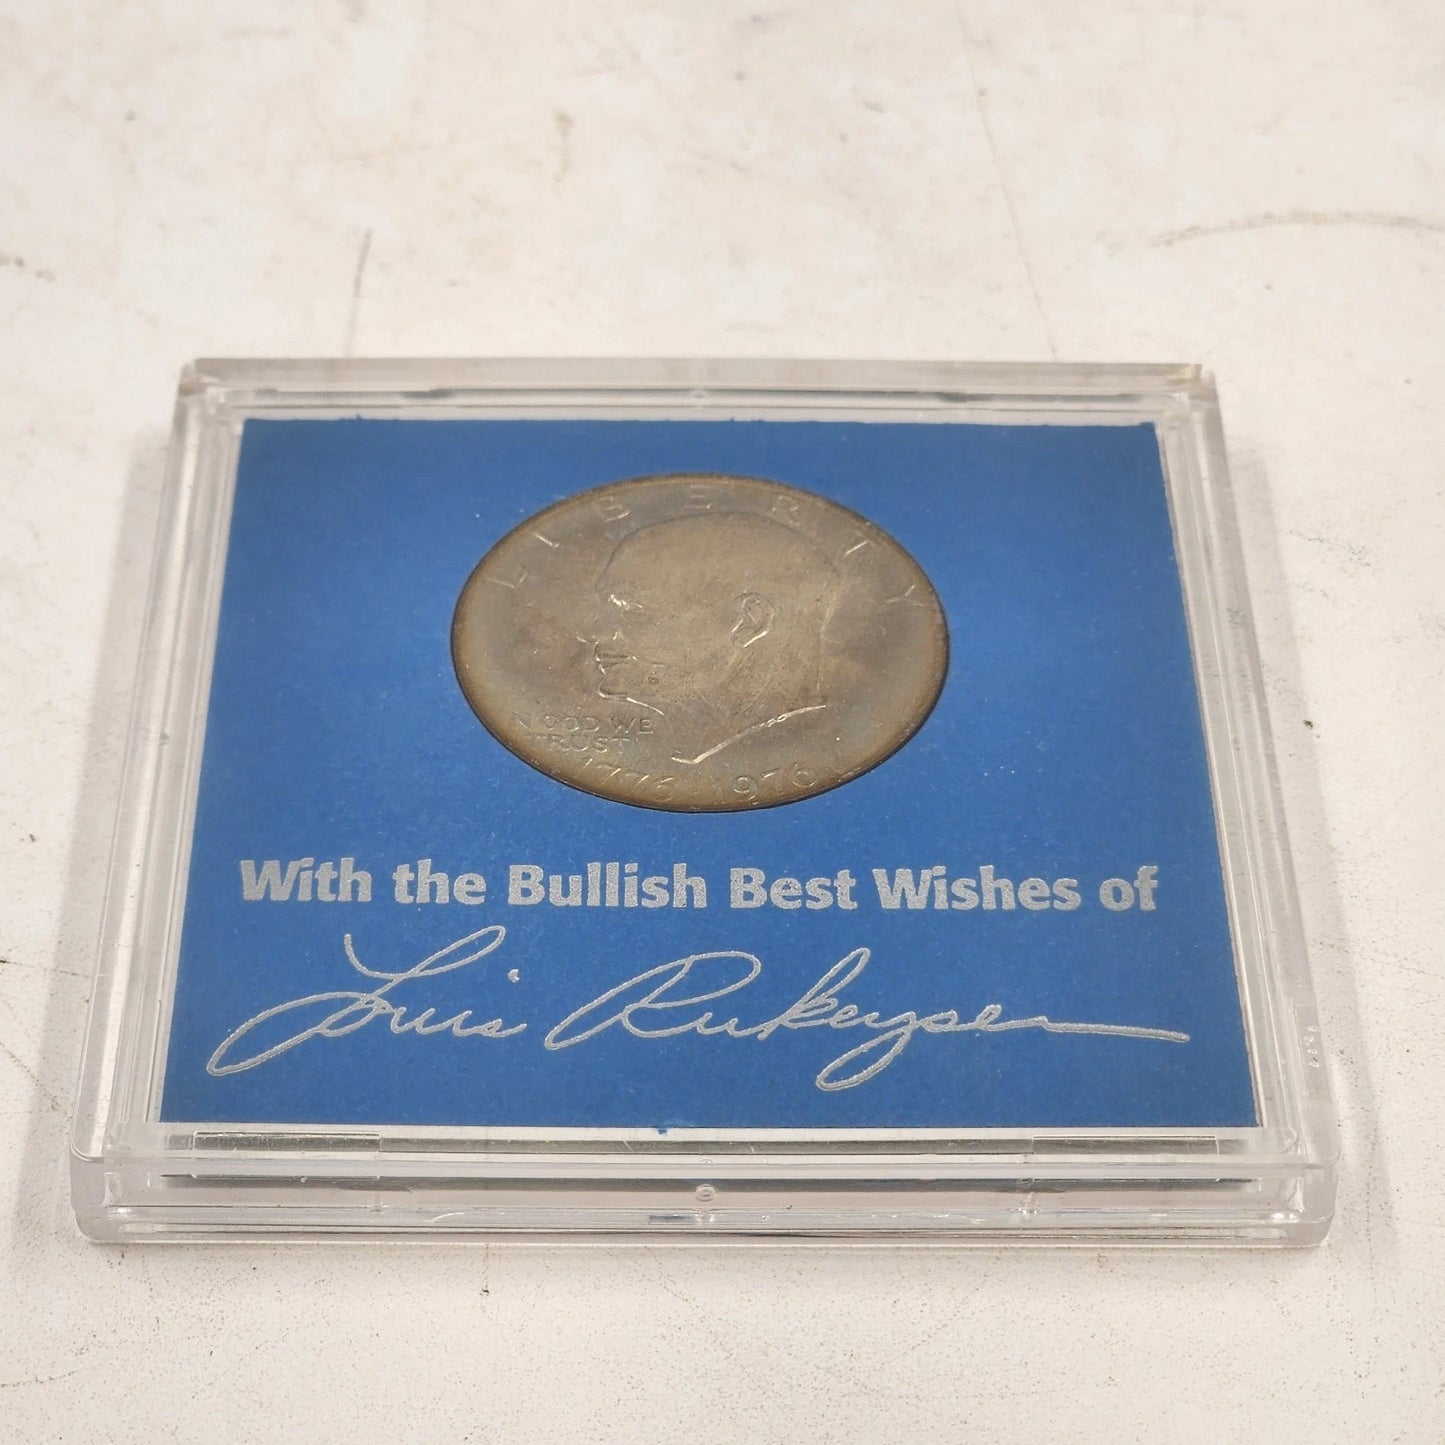 LIBERTY
IN GOD WE
TRUST
1776·1976
With the Bullish Best Wishes of
Louis Rukeyser